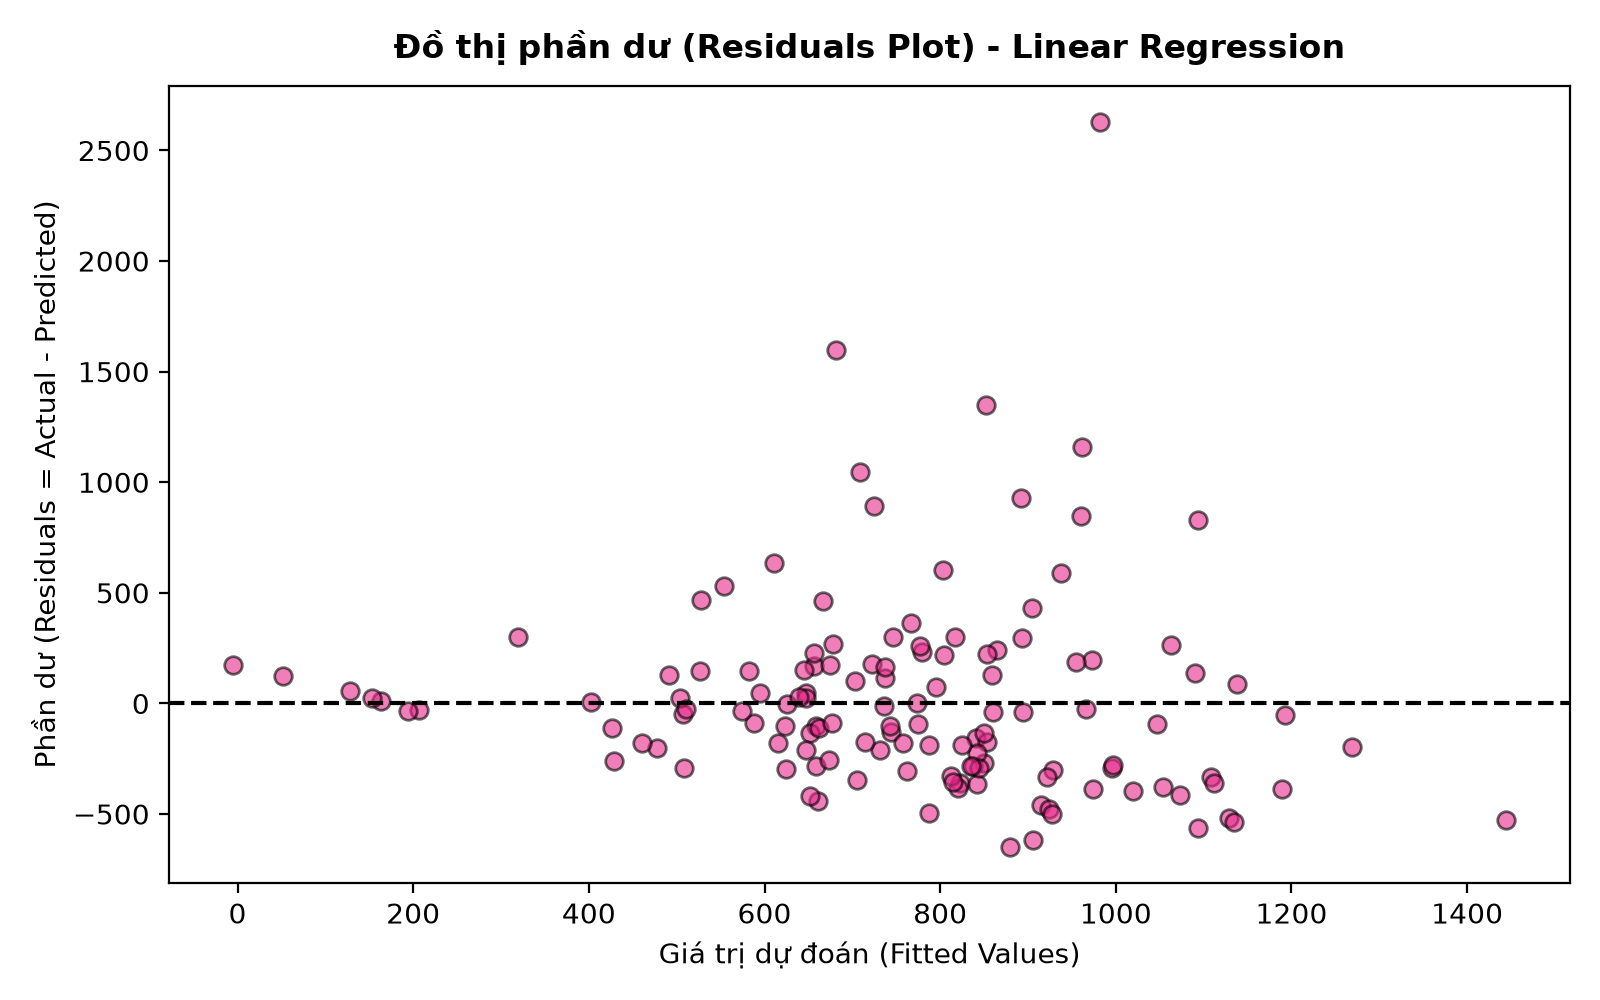 Đồ thị phần dư (Residuals Plot) - Linear Regression
Phần dư (Residuals = Actual - Predicted)
2500
2000
1500
1000
500
0
−500
0 200 400 600 800 1000 1200 1400
Giá trị dự đoán (Fitted Values)